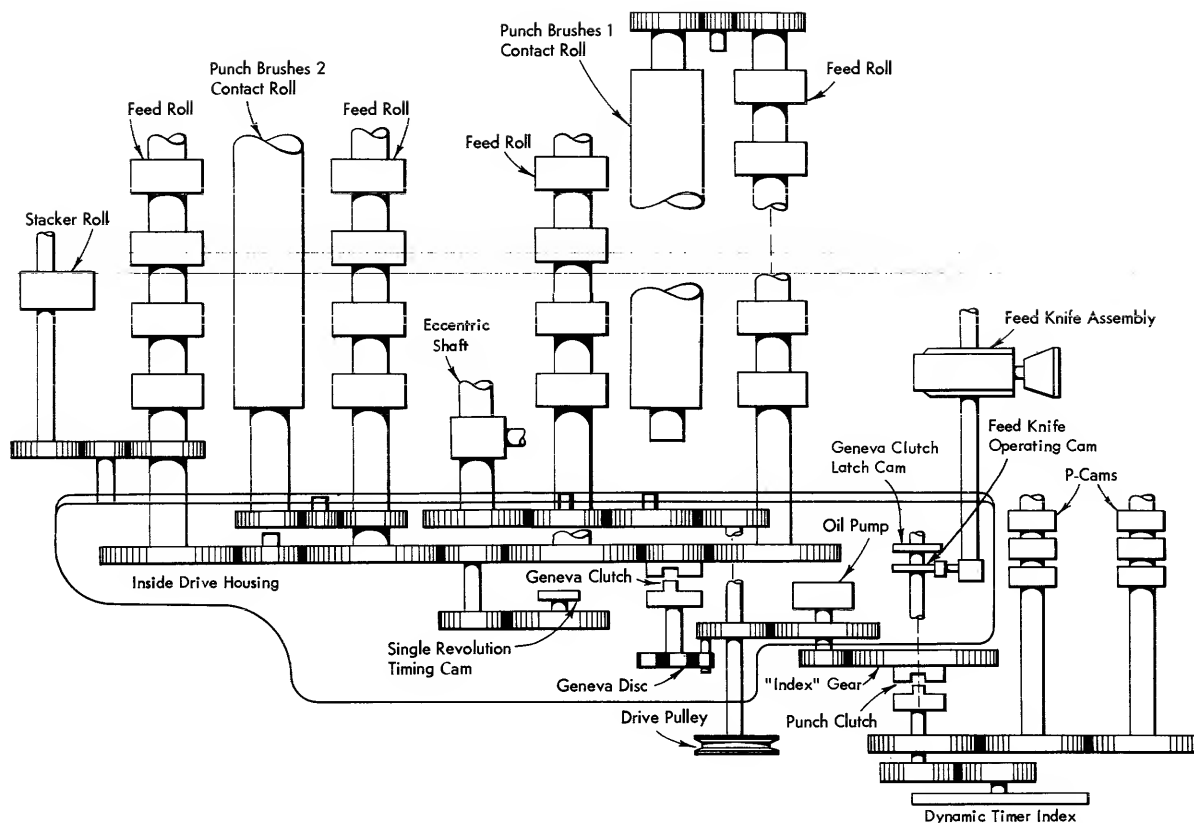 Punch Brushes 1
Contact Roll
Punch Brushes 2
Contact Roll
Feed Roll
Feed Roll
Feed Roll
Feed Roll
Stacker Roll
Eccentric
Shaft
Feed Knife Assembly
Geneva Clutch
Latch Cam
Feed Knife
Operating Cam
P-Cams
Oil Pump
Inside Drive Housing
Geneva Clutch
Single Revolution
Timing Cam
Geneva Disc
"Index" Gear
Drive Pulley
Punch Clutch
Dynamic Timer Index